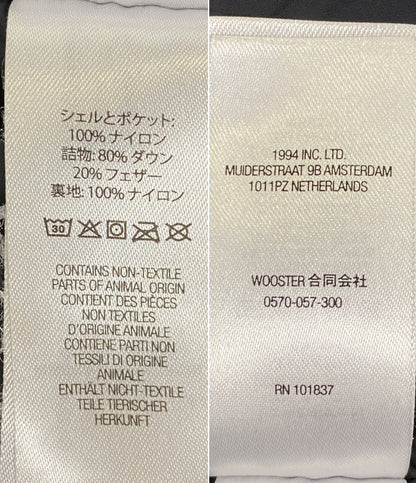 シェルとポケット:
100% ナイロン
詰物: 80% ダウン
20% フェザー
裏地: 100% ナイロン
30
CONTAINS NON-TEXTILE
PARTS OF ANIMAL ORIGIN
CONTIENT DES PIÈCES
NON TEXTILES
D'ORIGINE ANIMALE
CONTIENE PARTI NON
TESSILI DI ORIGINE
ANIMALE
ENTHÄLT NICHT-TEXTILE
TEILE TIERISCHER
HERKUNFT
1994 INC. LTD.
MUIDERSTRAAT 9B AMSTERDAM
1011PZ NETHERLANDS
WOOSTER 合同会社
0570-057-300
RN 101837